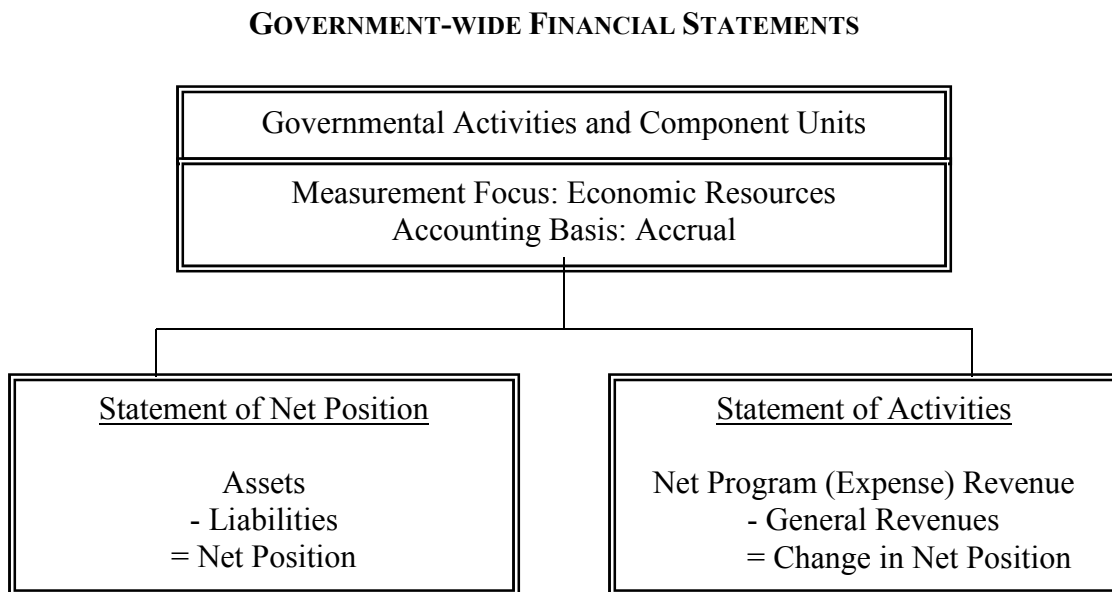 GOVERNMENT-WIDE FINANCIAL STATEMENTS
Governmental Activities and Component Units
Measurement Focus: Economic Resources
Accounting Basis: Accrual
Statement of Net Position
Assets
- Liabilities
= Net Position
Statement of Activities
Net Program (Expense) Revenue
- General Revenues
= Change in Net Position